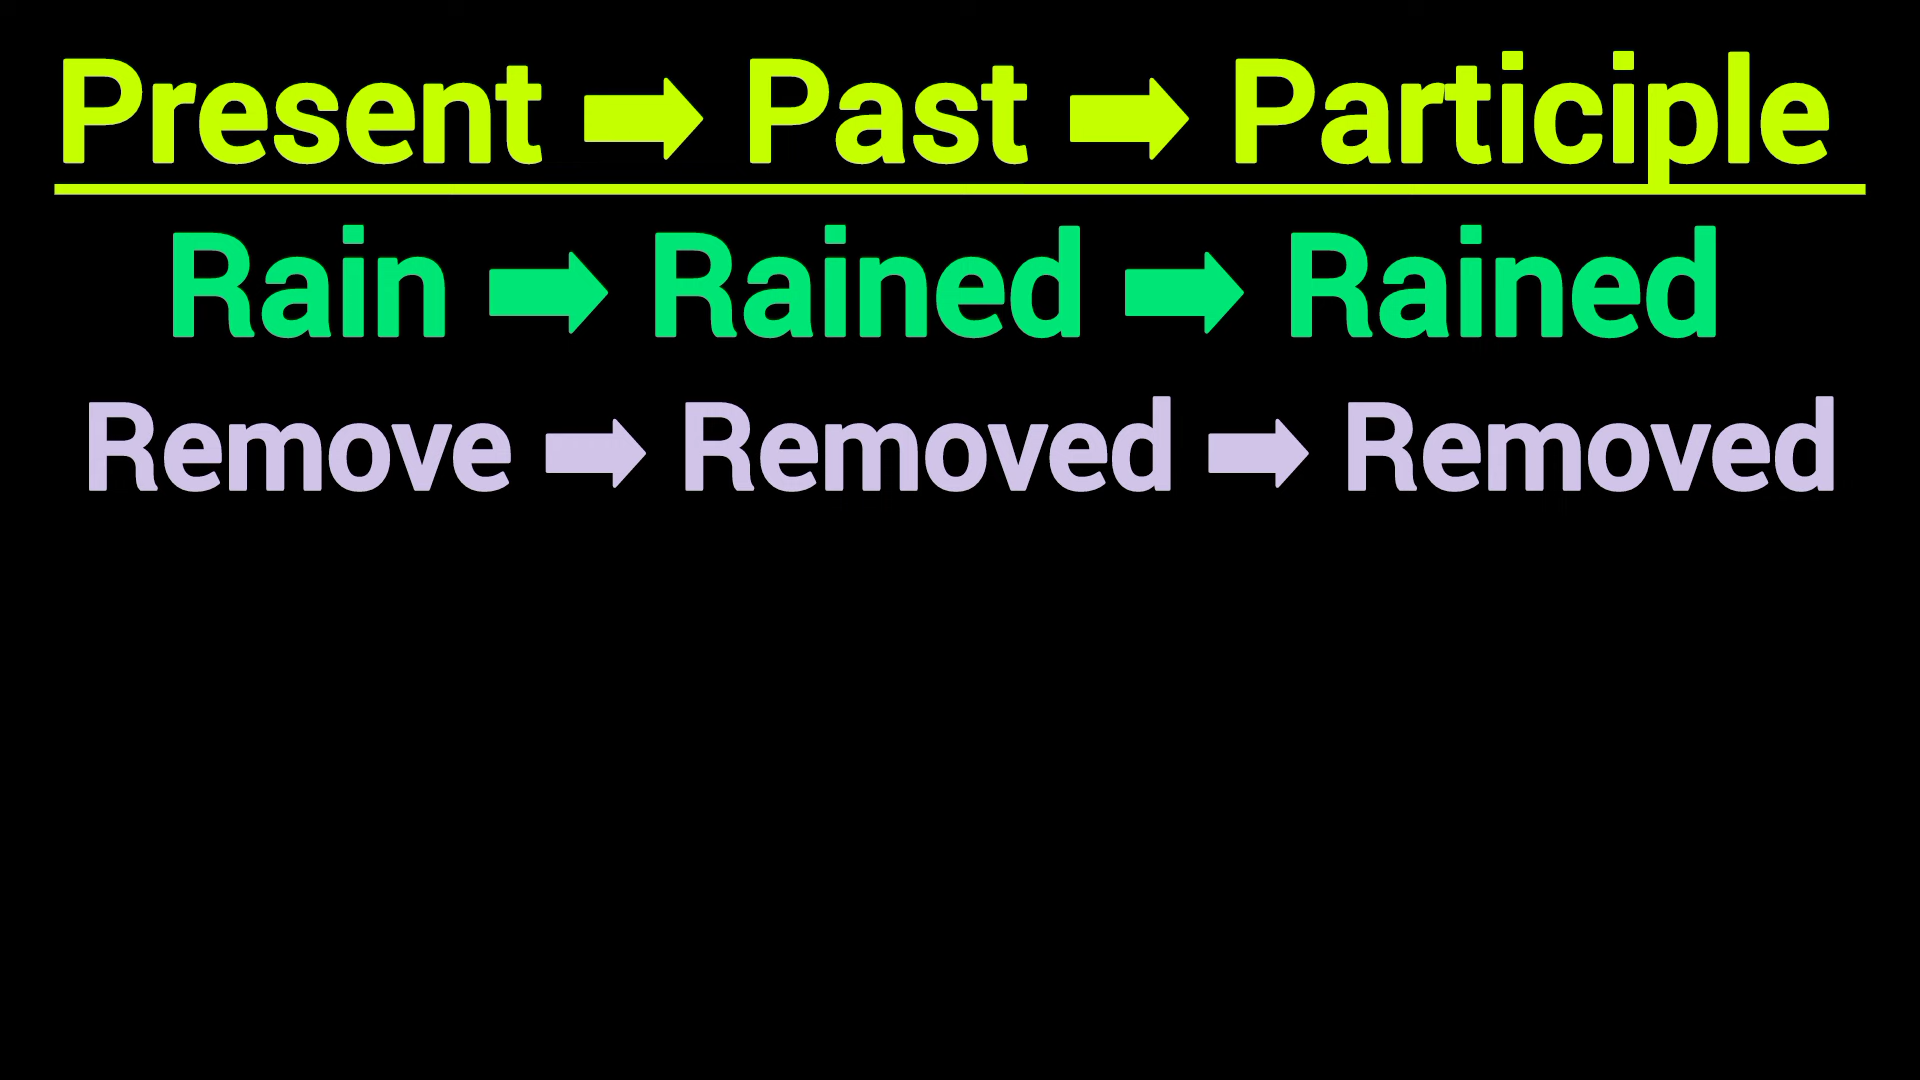 Present ➡ Past ➡ Participle
Rain ➡ Rained ➡ Rained
Remove ➡ Removed ➡ Removed